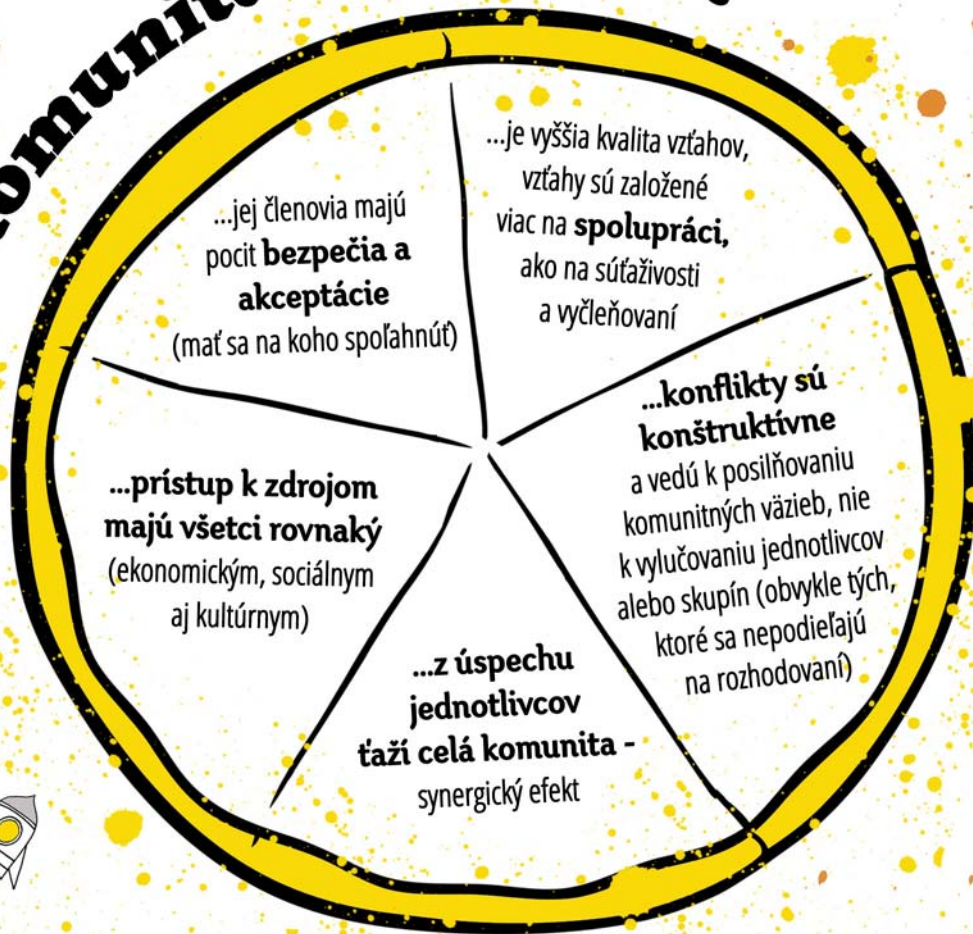 ...jej členovia majú
pocit bezpečia a
akceptácie
(mať sa na koho spoľahnúť)
...je vyššia kvalita vzťahov,
vzťahy sú založené
viac na spolupráci,
ako na súťaživosti
a vyčleňovaní
...konflikty sú
konštruktívne
a vedú k posilňovaniu
komunitných väzieb, nie
k vylučovaniu jednotlivcov
alebo skupín (obvykle tých,
ktoré sa nepodieľajú
na rozhodovaní)
...z úspechu
jednotlivcov
ťaží celá komunita -
synergický efekt
...prístup k zdrojom
majú všetci rovnaký
(ekonomickým, sociálnym
aj kultúrnym)